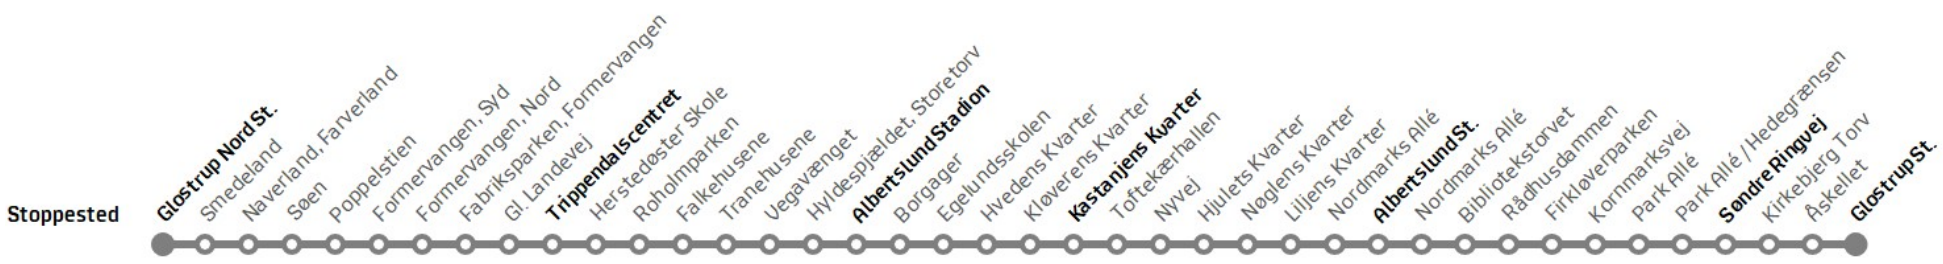 Stoppested
Glostrup Nord St.
Smedeland
Naverland, Farverland
Søen
Poppelstien
Formervangen, Syd
Formervangen, Nord
Fabriksparken, Formervangen
Gl. Landevej
Trippendalscentret
Herstedøster Skole
Roholmparken
Falkehusene
Tranehusene
Vegavænget
Hyldespjældet, Store torv
Albertslund Stadion
Borgager
Egelundsskolen
Hvedens Kvarter
Kløverens Kvarter
Kastanjens Kvarter
Toftekærhallen
Nyvej
Hjulets Kvarter
Nøglens Kvarter
Liljens Kvarter
Nordmarks Allé
Albertslund St.
Nordmarks Allé
Bibliotekstorvet
Rådhusdammen
Firkløverparken
Kornmarksvej
Park Allé
Park Allé / Hedegrænsen
Søndre Ringvej
Kirkebjerg Torv
Åskellet
Glostrup St.